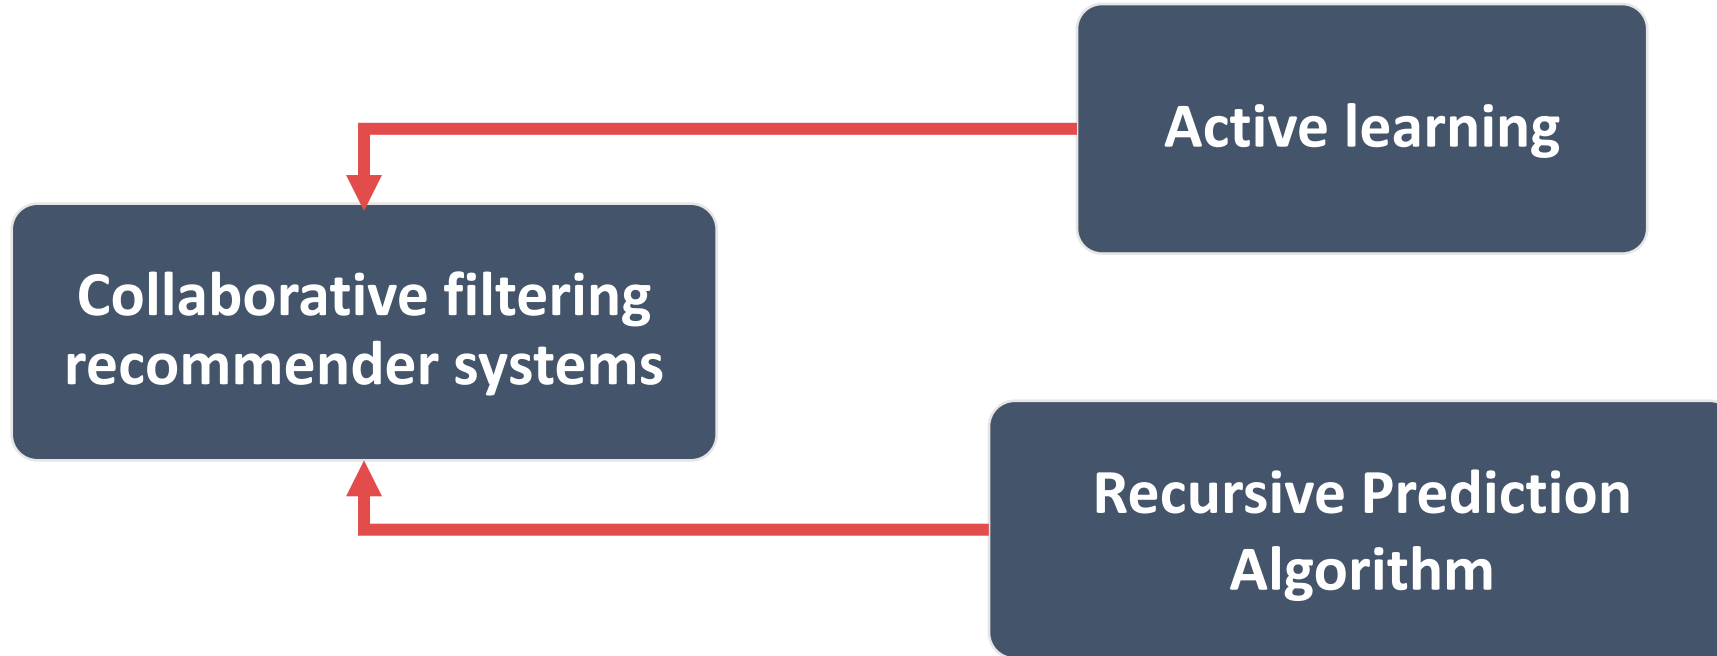 Active learning
Collaborative filtering
recommender systems
Recursive Prediction
Algorithm